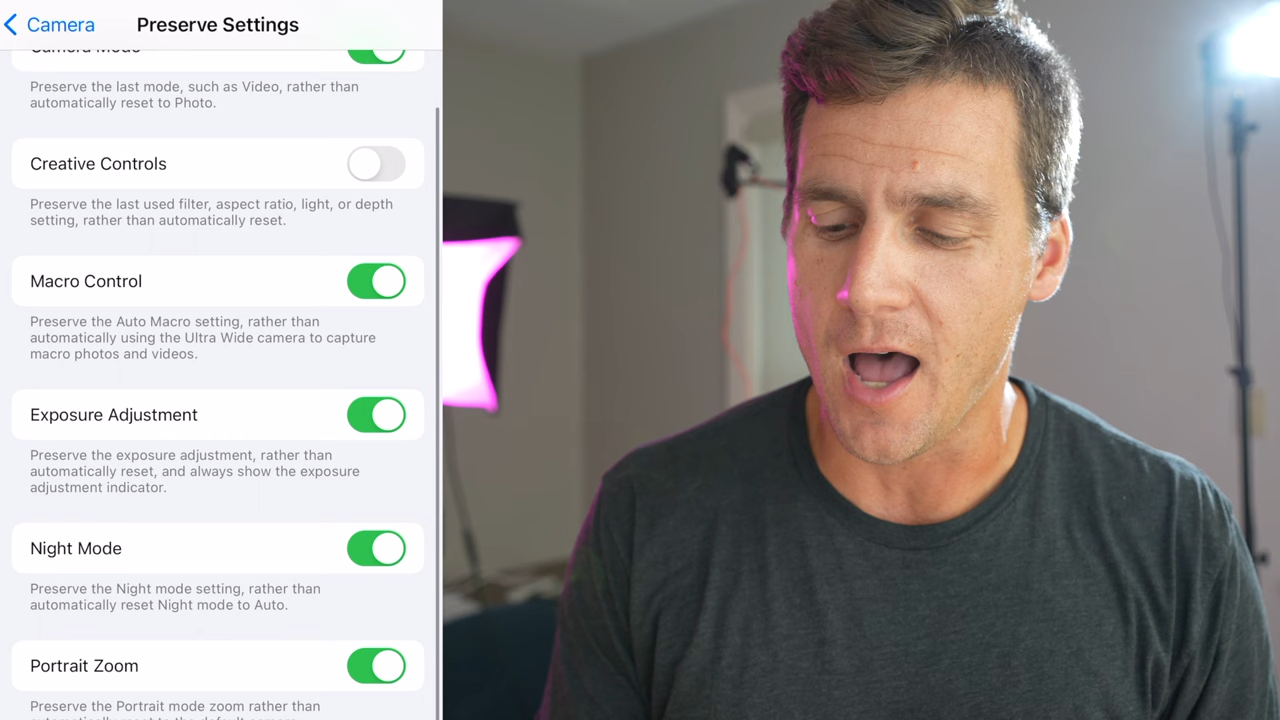 Camera
Preserve Settings
Camera Mode
Preserve the last mode, such as Video, rather than
automatically reset to Photo.
Creative Controls
Preserve the last used filter, aspect ratio, light, or depth
setting, rather than automatically reset.
Macro Control
Preserve the Auto Macro setting, rather than
automatically using the Ultra Wide camera to capture
macro photos and videos.
Exposure Adjustment
Preserve the exposure adjustment, rather than
automatically reset, and always show the exposure
adjustment indicator.
Night Mode
Preserve the Night mode setting, rather than
automatically reset Night mode to Auto.
Portrait Zoom
Preserve the Portrait mode zoom rather than